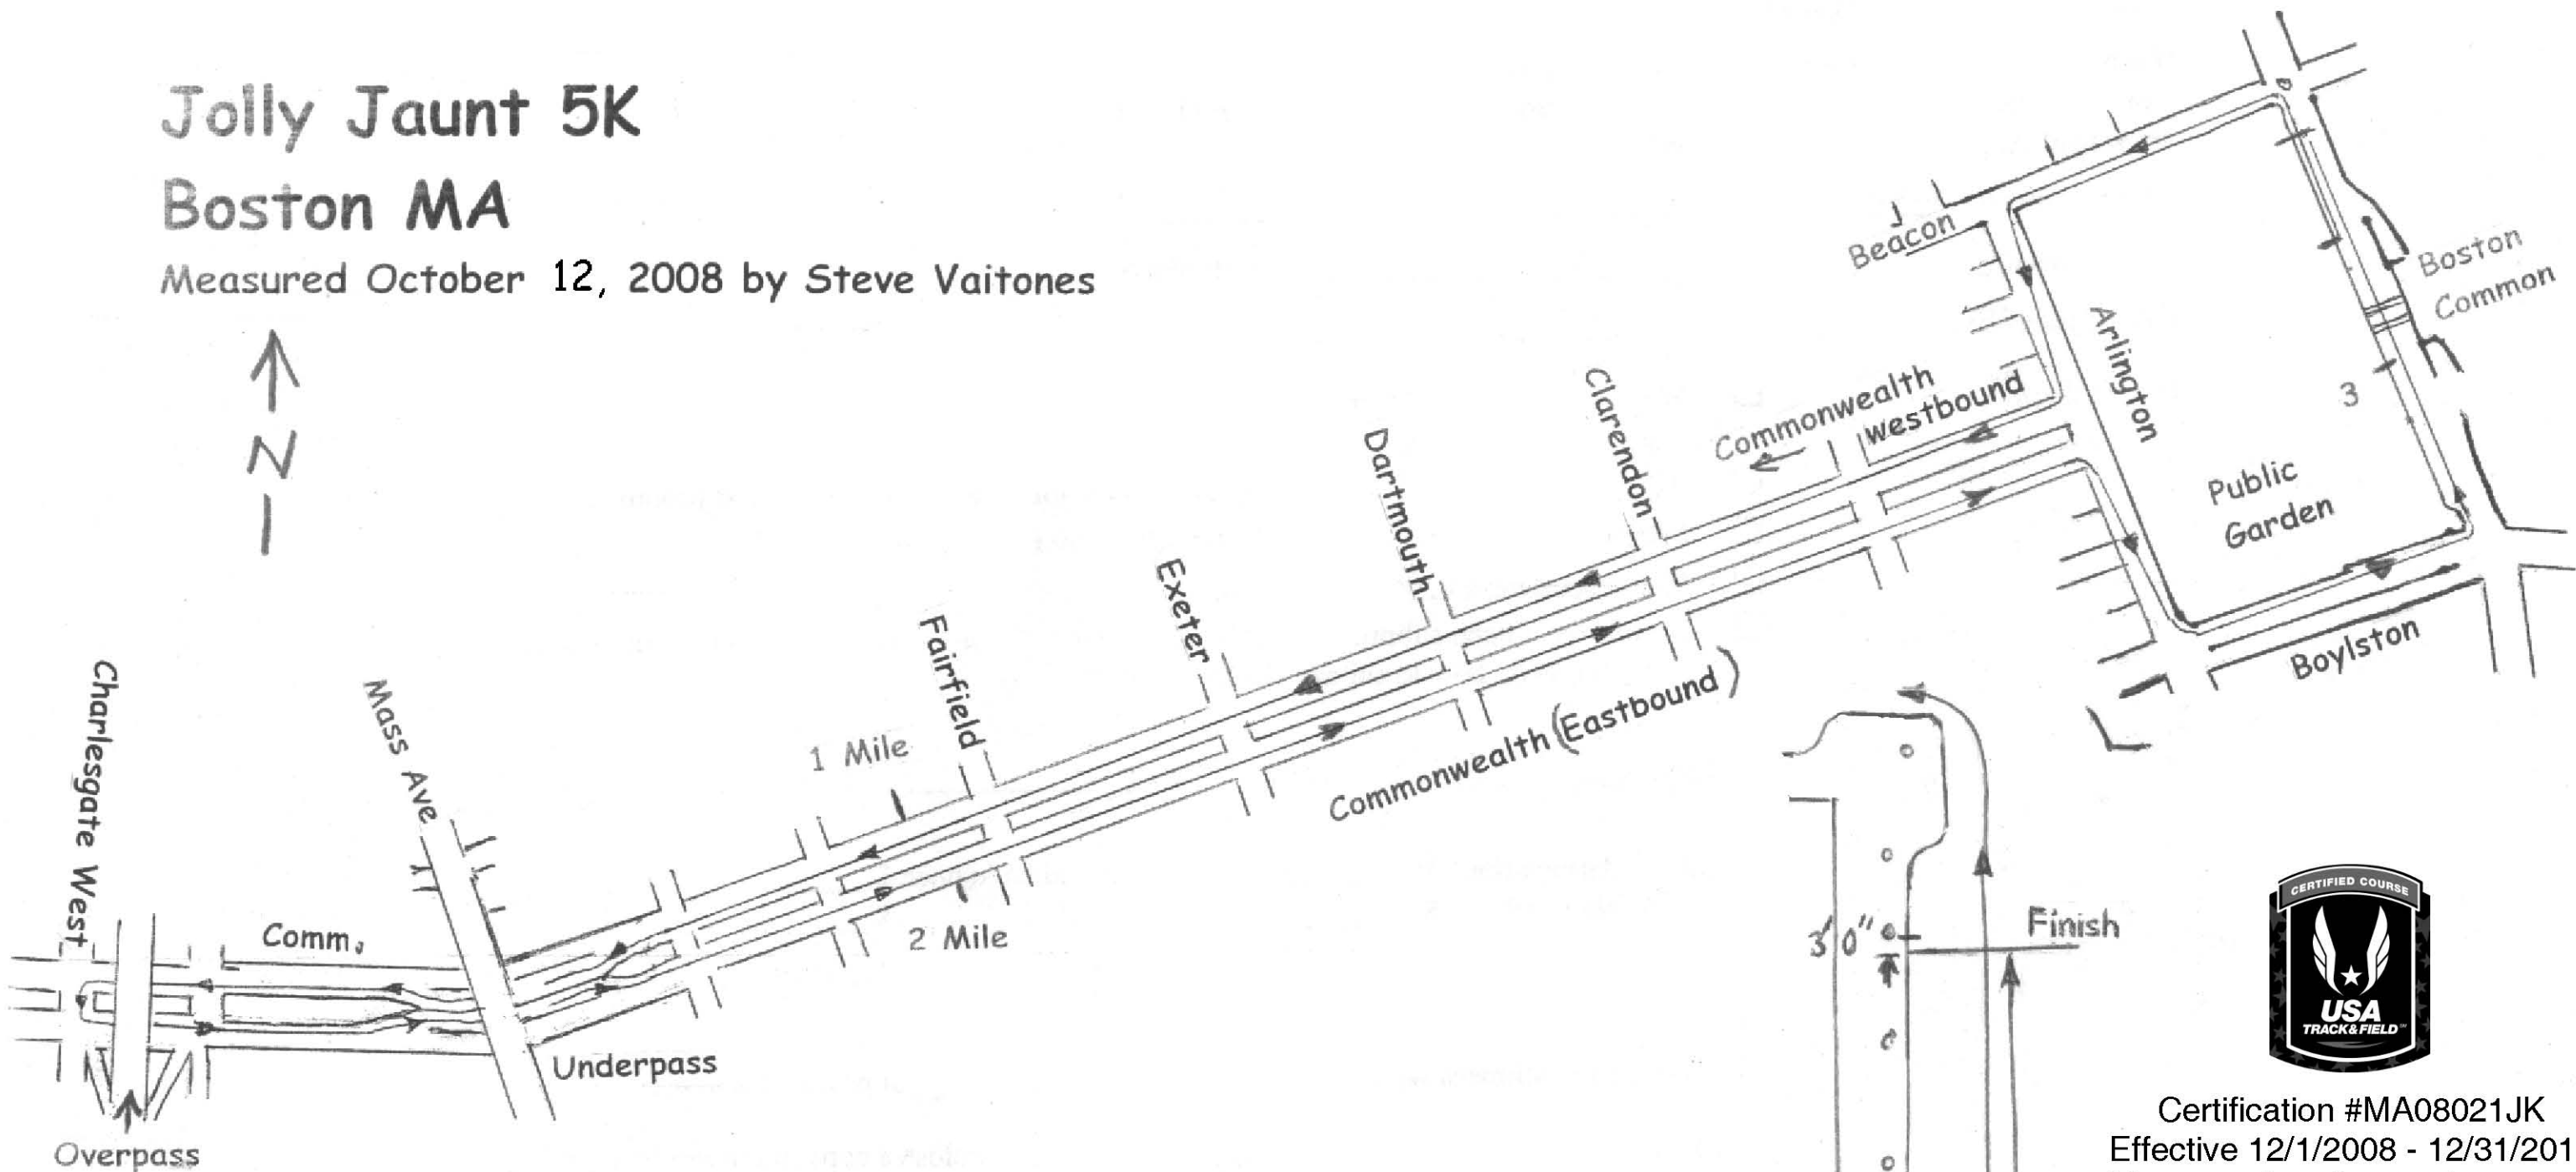 Jolly Jaunt 5K
Boston MA
Measured October 12, 2008 by Steve Vaitones
N
Beacon
Boston
Common
Arlington
3
Public
Garden
Boylston
Commonwealth
westbound
Clarendon
Dartmouth
Exeter
Fairfield
1 Mile
2 Mile
Commonwealth (Eastbound)
Mass Ave
Charlesgate West
Comm.
Underpass
Overpass
3'0"
Finish
CERTIFIED COURSE
USA
TRACK & FIELD
Certification #MA08021JK
Effective 12/1/2008 - 12/31/201